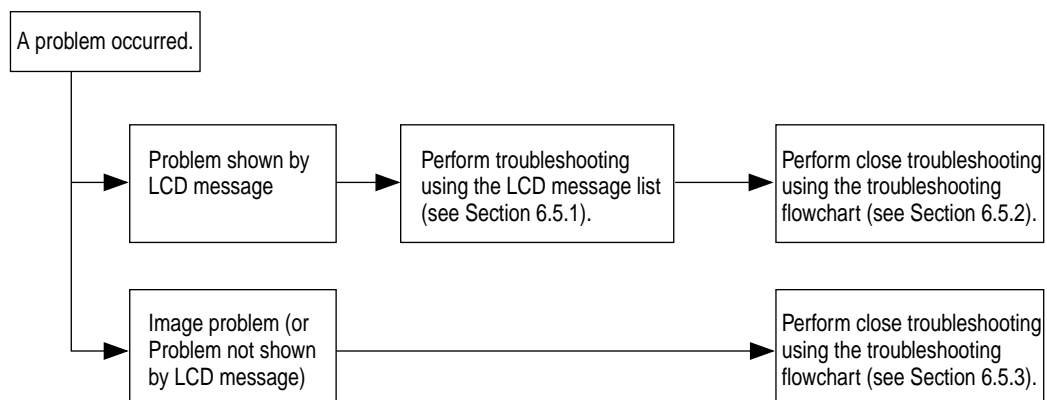 A problem occurred.
Problem shown by
LCD message
Perform troubleshooting
using the LCD message list
(see Section 6.5.1).
Perform close troubleshooting
using the troubleshooting
flowchart (see Section 6.5.2).
Image problem (or
Problem not shown
by LCD message)
Perform close troubleshooting
using the troubleshooting
flowchart (see Section 6.5.3).